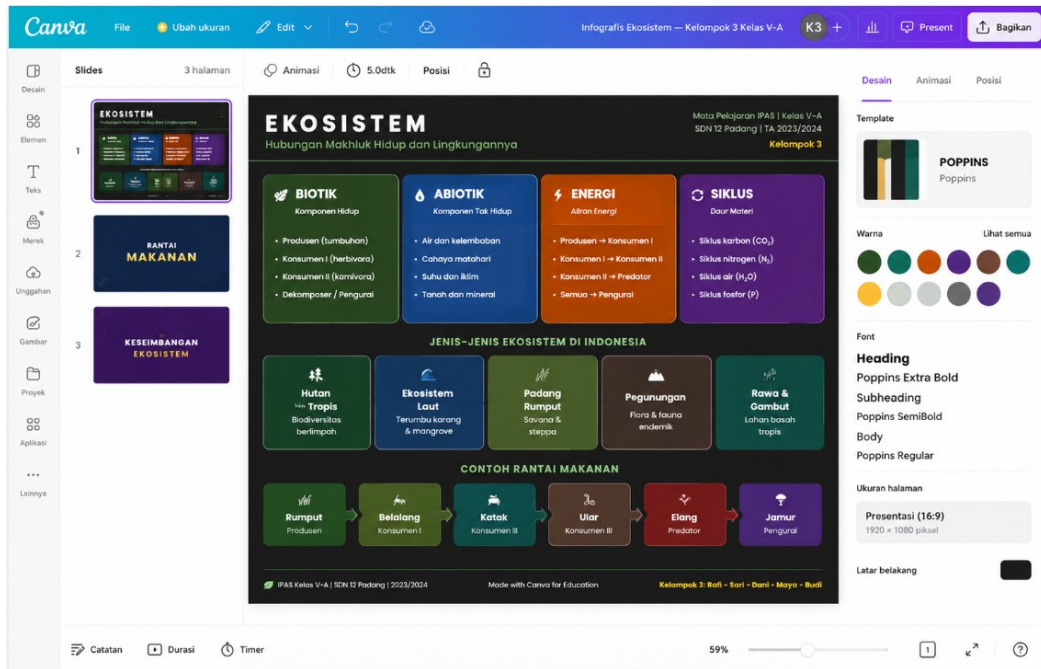 Canva
File
Ubah ukuran
Edit
Infografis Ekosistem — Kelompok 3 Kelas V-A
K3
+
Present
Bagikan
Desain
Elemen
Teks
Merek
Unggahan
Gambar
Proyek
Aplikasi
Lainnya
Slides
3 halaman
1
EKOSISTEM
Hubungan Makhluk Hidup dan Lingkungannya
2
RANTAI
MAKANAN
3
KESEIMBANGAN
EKOSISTEM
Animasi
5.0dtk
Posisi
EKOSISTEM
Hubungan Makhluk Hidup dan Lingkungannya
Mata Pelajaran IPAS | Kelas V-A
SDN 12 Padang | TA 2023/2024
Kelompok 3
BIOTIK
Komponen Hidup
• Produsen (tumbuhan)
• Konsumen I (herbivora)
• Konsumen II (karnivora)
• Dekomposer / Pengurai
ABIOTIK
Komponen Tak Hidup
• Air dan kelembaban
• Cahaya matahari
• Suhu dan iklim
• Tanah dan mineral
ENERGI
Aliran Energi
• Produsen → Konsumen I
• Konsumen I → Konsumen II
• Konsumen II → Predator
• Semua → Pengurai
SIKLUS
Daur Materi
• Siklus karbon (CO₂)
• Siklus nitrogen (N₂)
• Siklus air (H₂O)
• Siklus fosfor (P)
JENIS-JENIS EKOSISTEM DI INDONESIA
Hutan
Tropis
Biodiversitas
berlimpah
Ekosistem
Laut
Terumbu karang
& mangrove
Padang
Rumput
Savana &
steppa
Pegunungan
Flora & fauna
endemik
Rawa &
Gambut
Lahan basah
tropis
CONTOH RANTAI MAKANAN
Rumput
Produsen
Belalang
Konsumen I
Katak
Konsumen III
Ular
Konsumen III
Elang
Predator
Jamur
Pengurai
IPAS Kelas V-A | SDN 12 Padang | 2023/2024
Made with Canva for Education
Kelompok 3: Rafi - Sari - Dani - Maya - Budi
Desain
Animasi
Posisi
Template
POPPINS
Poppins
Warna
Lihat semua
Font
Heading
Poppins Extra Bold
Subheading
Poppins SemiBold
Body
Poppins Regular
Ukuran halaman
Presentasi (16:9)
1920 × 1080 piksel
Latar belakang
Catatan
Durasi
Timer
59%
1
?